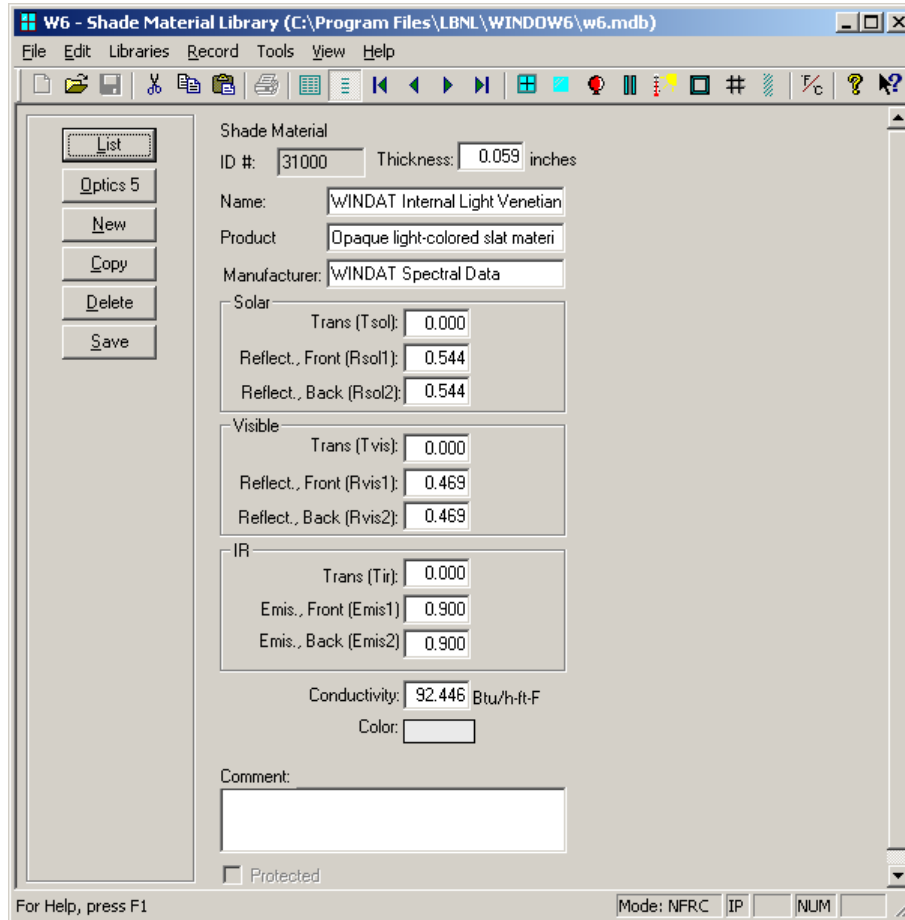 W6 - Shade Material Library (C:\Program Files\LBNL\WINDOW6\w6.mdb)
File Edit Libraries Record Tools View Help
F/C ? ?
List
Optics 5
New
Copy
Delete
Save
Shade Material
ID #: 31000 Thickness: 0.059 inches
Name: WINDAT Internal Light Venetian
Product Opaque light-colored slat materi
Manufacturer: WINDAT Spectral Data
Solar
Trans (Tsol): 0.000
Reflect., Front (Rsol1): 0.544
Reflect., Back (Rsol2): 0.544
Visible
Trans (Tvis): 0.000
Reflect., Front (Rvis1): 0.469
Reflect., Back (Rvis2): 0.469
IR
Trans (Tir): 0.000
Emis., Front (Emis1) 0.900
Emis., Back (Emis2) 0.900
Conductivity: 92.446 Btu/h-ft-F
Color:
Comment:
Protected
For Help, press F1 Mode: NFRC IP NUM